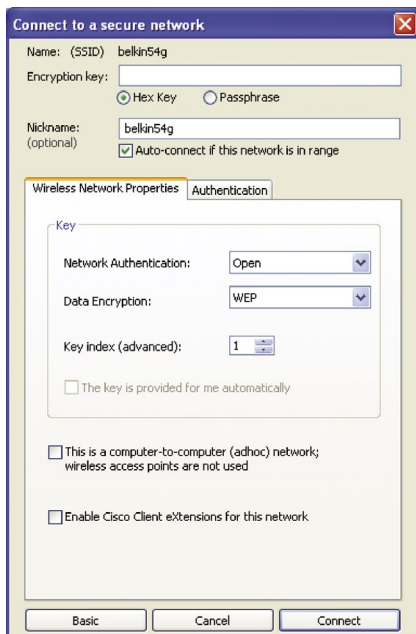 Connect to a secure network
Name: (SSID) belkin54g
Encryption key:
Hex Key Passphrase
Nickname: belkin54g
(optional)
Auto-connect if this network is in range
Wireless Network Properties Authentication
Key
Network Authentication: Open
Data Encryption: WEP
Key index (advanced): 1
The key is provided for me automatically
This is a computer-to-computer (adhoc) network;
wireless access points are not used
Enable Cisco Client eXtensions for this network
Basic Cancel Connect